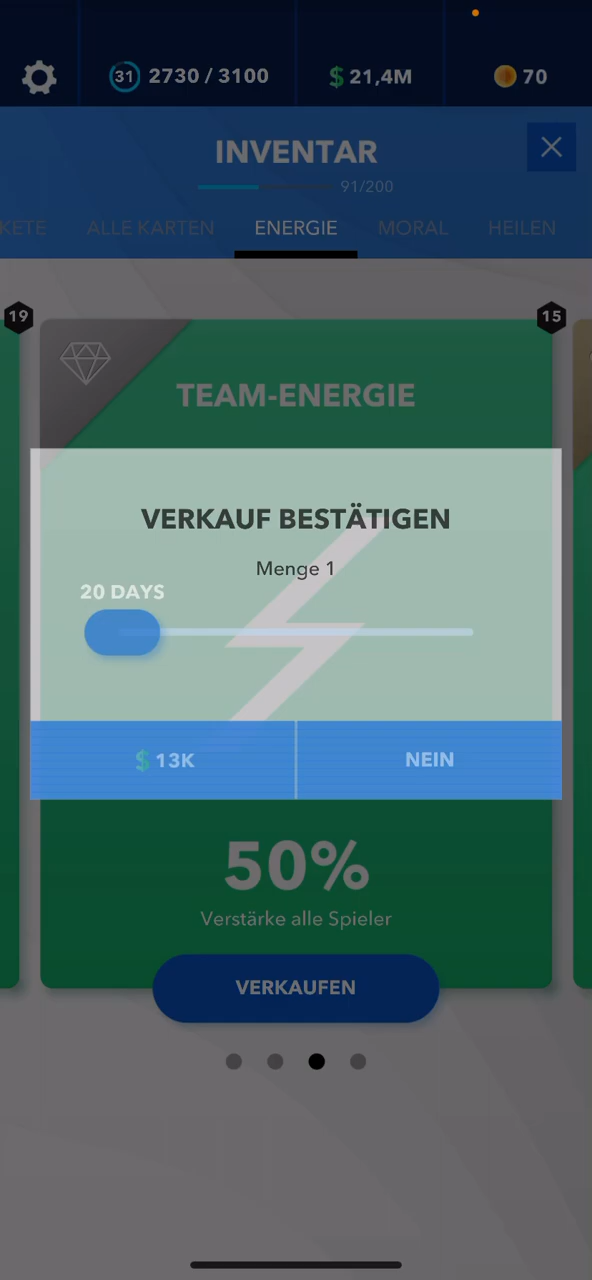 31 2730 / 3100 $ 21,4M 70
INVENTAR
91/200
KETE ALLE KARTEN ENERGIE MORAL HEILEN
19 15
TEAM-ENERGIE
VERKAUF BESTÄTIGEN
Menge 1
20 DAYS
$ 13K NEIN
50%
Verstärke alle Spieler
VERKAUFEN